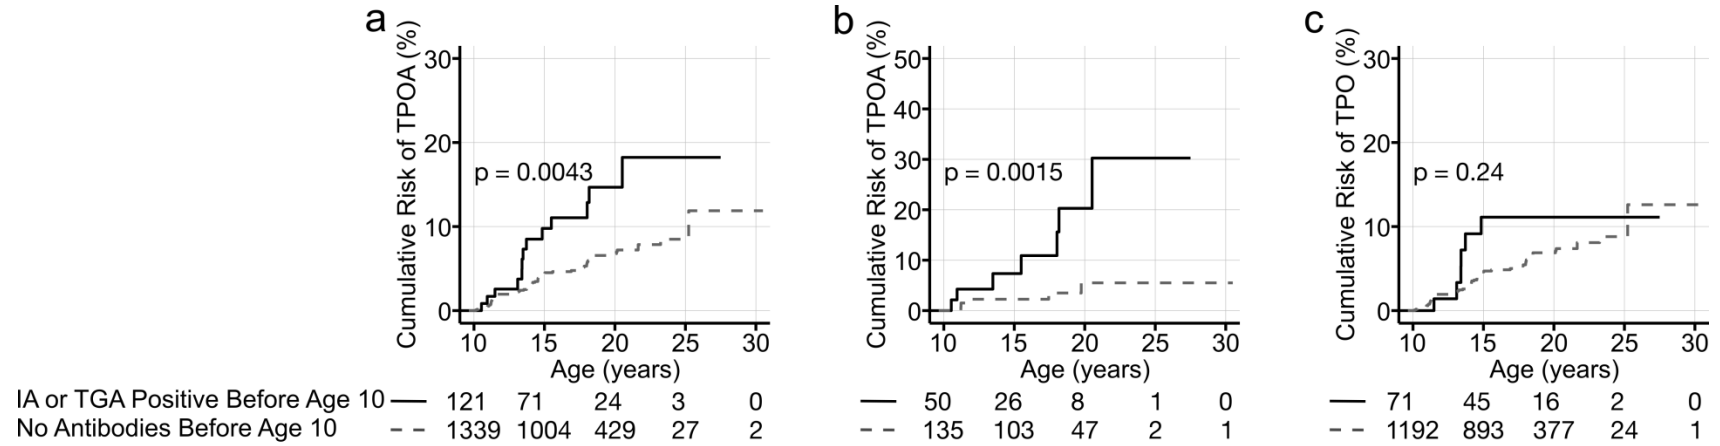 a
Cumulative Risk of TPOA (%)
30
20
10
0
p = 0.0043
10 15 20 25 30
Age (years)
b
Cumulative Risk of TPOA (%)
50
40
30
20
10
0
p = 0.0015
10 15 20 25 30
Age (years)
c
Cumulative Risk of TPO (%)
30
20
10
0
p = 0.24
10 15 20 25 30
Age (years)
IA or TGA Positive Before Age 10 121 71 24 3 0 50 26 8 1 0 71 45 16 2 0
No Antibodies Before Age 10 1339 1004 429 27 2 135 103 47 2 1 1192 893 377 24 1